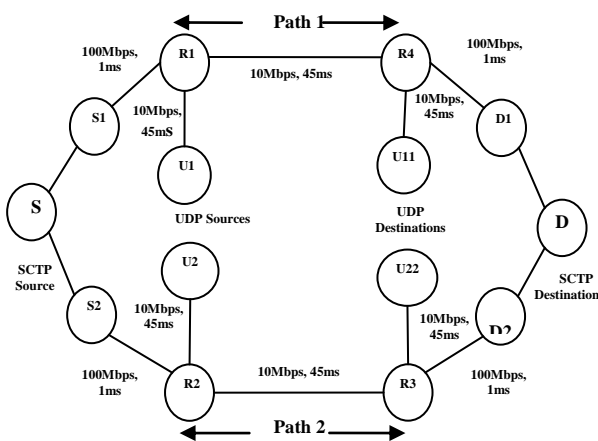 Path 1
100Mbps,
1ms
R1
R4
100Mbps,
1ms
10Mbps, 45ms
10Mbps,
45mS
10Mbps,
45ms
S1
D1
U1
U11
S
UDP Sources
UDP
Destinations
D
SCTP
Source
U2
U22
SCTP
Destination
S2
10Mbps,
45ms
10Mbps,
45ms
D2
100Mbps,
1ms
R2
10Mbps, 45ms
R3
100Mbps,
1ms
Path 2